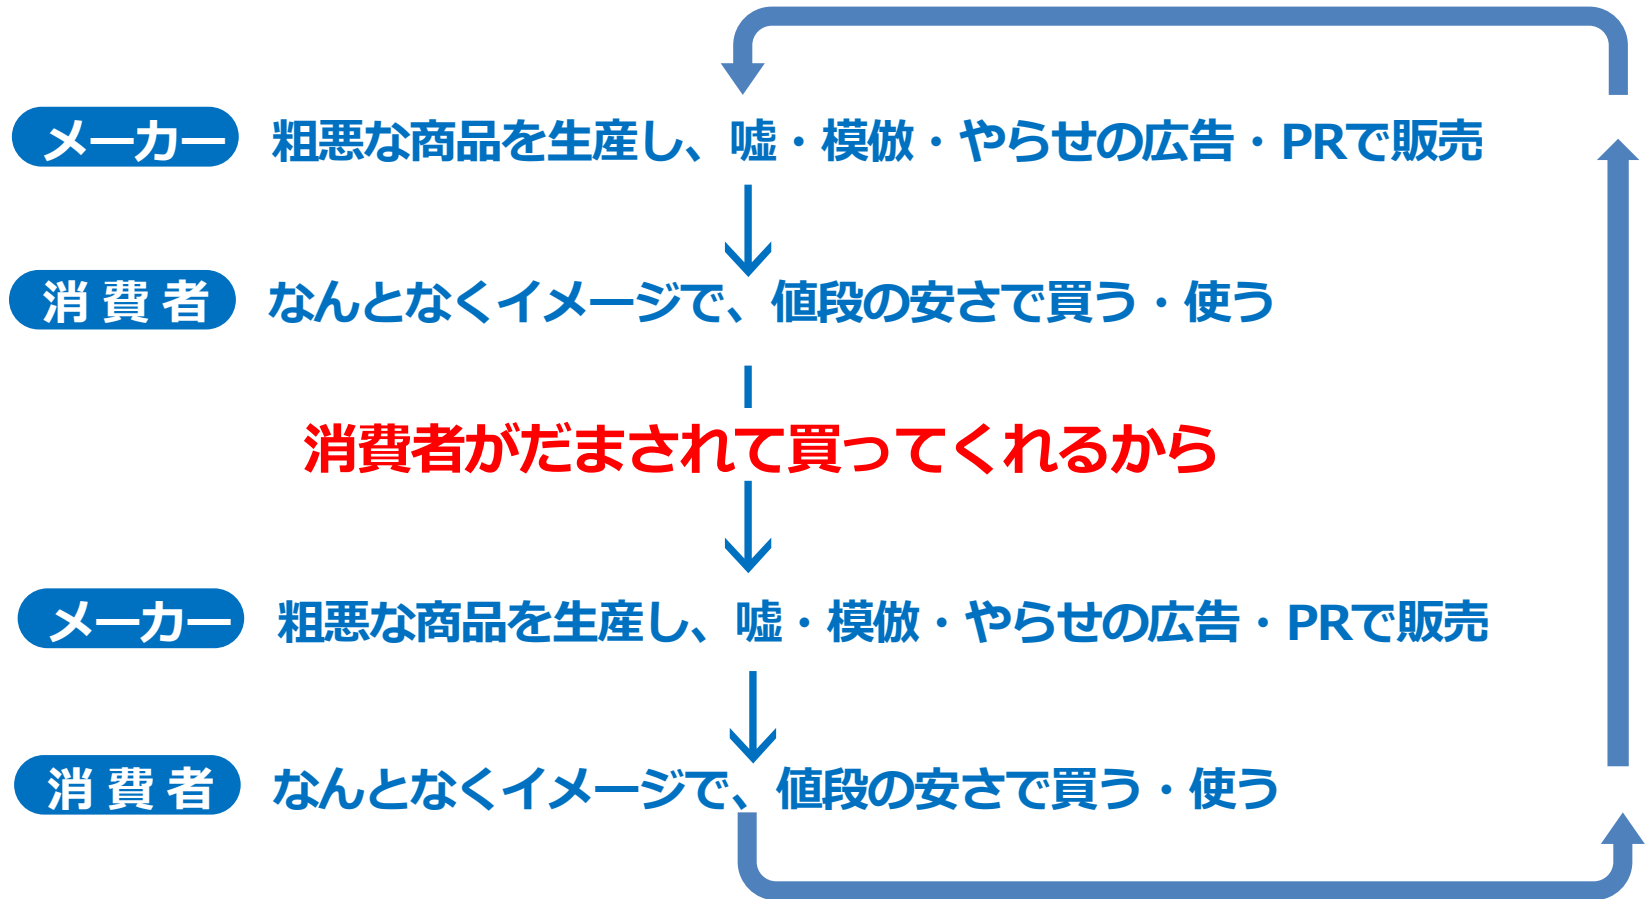 メーカー 粗悪な商品を生産し、嘘・模倣・やらせの広告・PRで販売
消費者 なんとなくイメージで、値段の安さで買う・使う
消費者がだまされて買ってくれるから
メーカー 粗悪な商品を生産し、嘘・模倣・やらせの広告・PRで販売
消費者 なんとなくイメージで、値段の安さで買う・使う